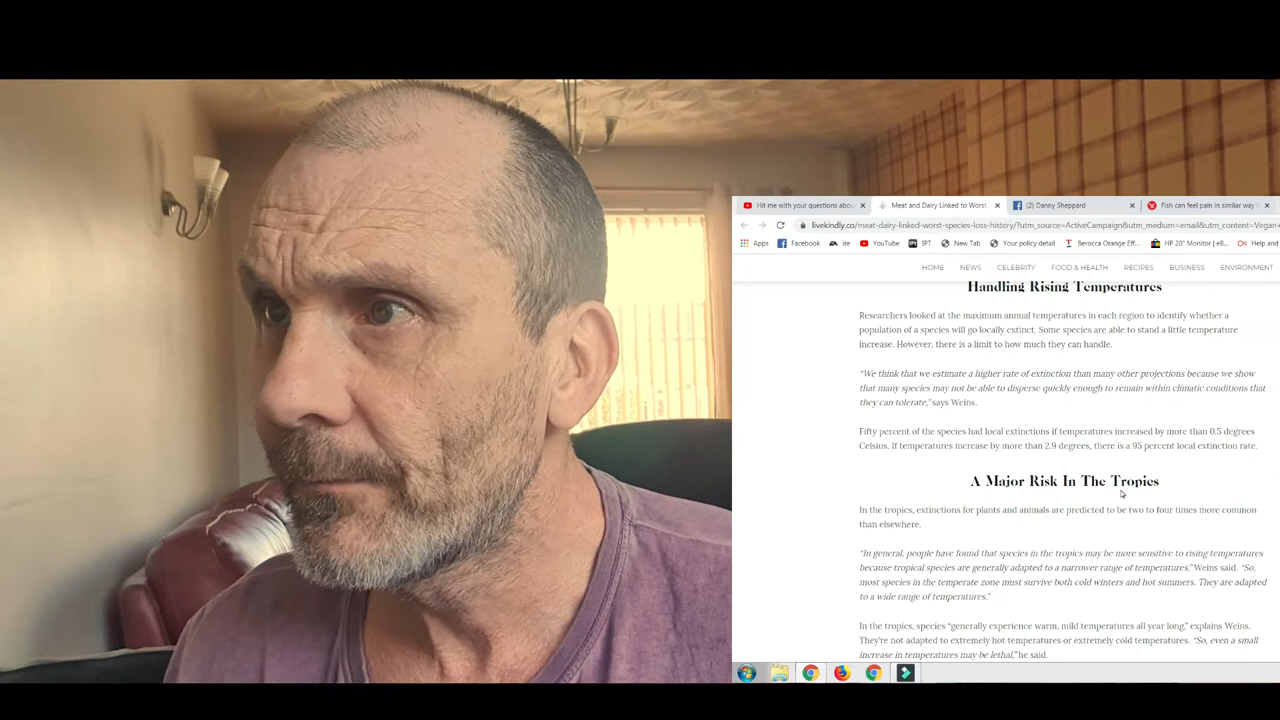 Hit me with your questions abou
Meat and Dairy Linked to Worst
(2) Danny Sheppard
Fish can feel pain in similar way
livekindly.co/meat-dairy-linked-worst-species-loss-history/?utm_source=ActiveCampaign&utm_medium=email&utm_content=Vegan+
Apps
Facebook
ire
YouTube
IPT
New Tab
Your policy detail
Berocca Orange Eff...
HP 20" Monitor | eB...
Help and
HOME
NEWS
CELEBRITY
FOOD & HEALTH
RECIPES
BUSINESS
ENVIRONMENT
Handling Rising Temperatures
Researchers looked at the maximum annual temperatures in each region to identify whether a
population of a species will go locally extinct. Some species are able to stand a little temperature
increase. However, there is a limit to how much they can handle.
“We think that we estimate a higher rate of extinction than many other projections because we show
that many species may not be able to disperse quickly enough to remain within climatic conditions that
they can tolerate,” says Weins.
Fifty percent of the species had local extinctions if temperatures increased by more than 0.5 degrees
Celsius. If temperatures increase by more than 2.9 degrees, there is a 95 percent local extinction rate.
A Major Risk In The Tropics
In the tropics, extinctions for plants and animals are predicted to be two to four times more common
than elsewhere.
“In general, people have found that species in the tropics may be more sensitive to rising temperatures
because tropical species are generally adapted to a narrower range of temperatures,” Weins said. “So,
most species in the temperate zone must survive both cold winters and hot summers. They are adapted
to a wide range of temperatures.”
In the tropics, species “generally experience warm, mild temperatures all year long,” explains Weins.
They’re not adapted to extremely hot temperatures or extremely cold temperatures. “So, even a small
increase in temperatures may be lethal,” he said.